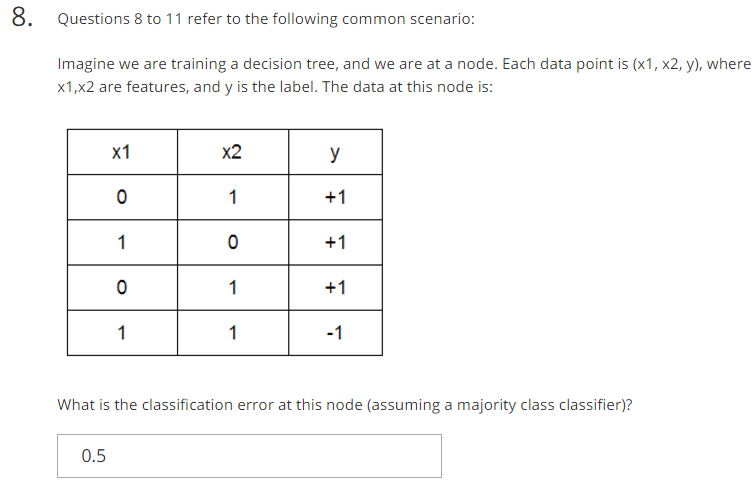 8. Questions 8 to 11 refer to the following common scenario:
Imagine we are training a decision tree, and we are at a node. Each data point is (x1, x2, y), where
x1,x2 are features, and y is the label. The data at this node is:
x1 x2 y
0 1 +1
1 0 +1
0 1 +1
1 1 -1
What is the classification error at this node (assuming a majority class classifier)?
0.5